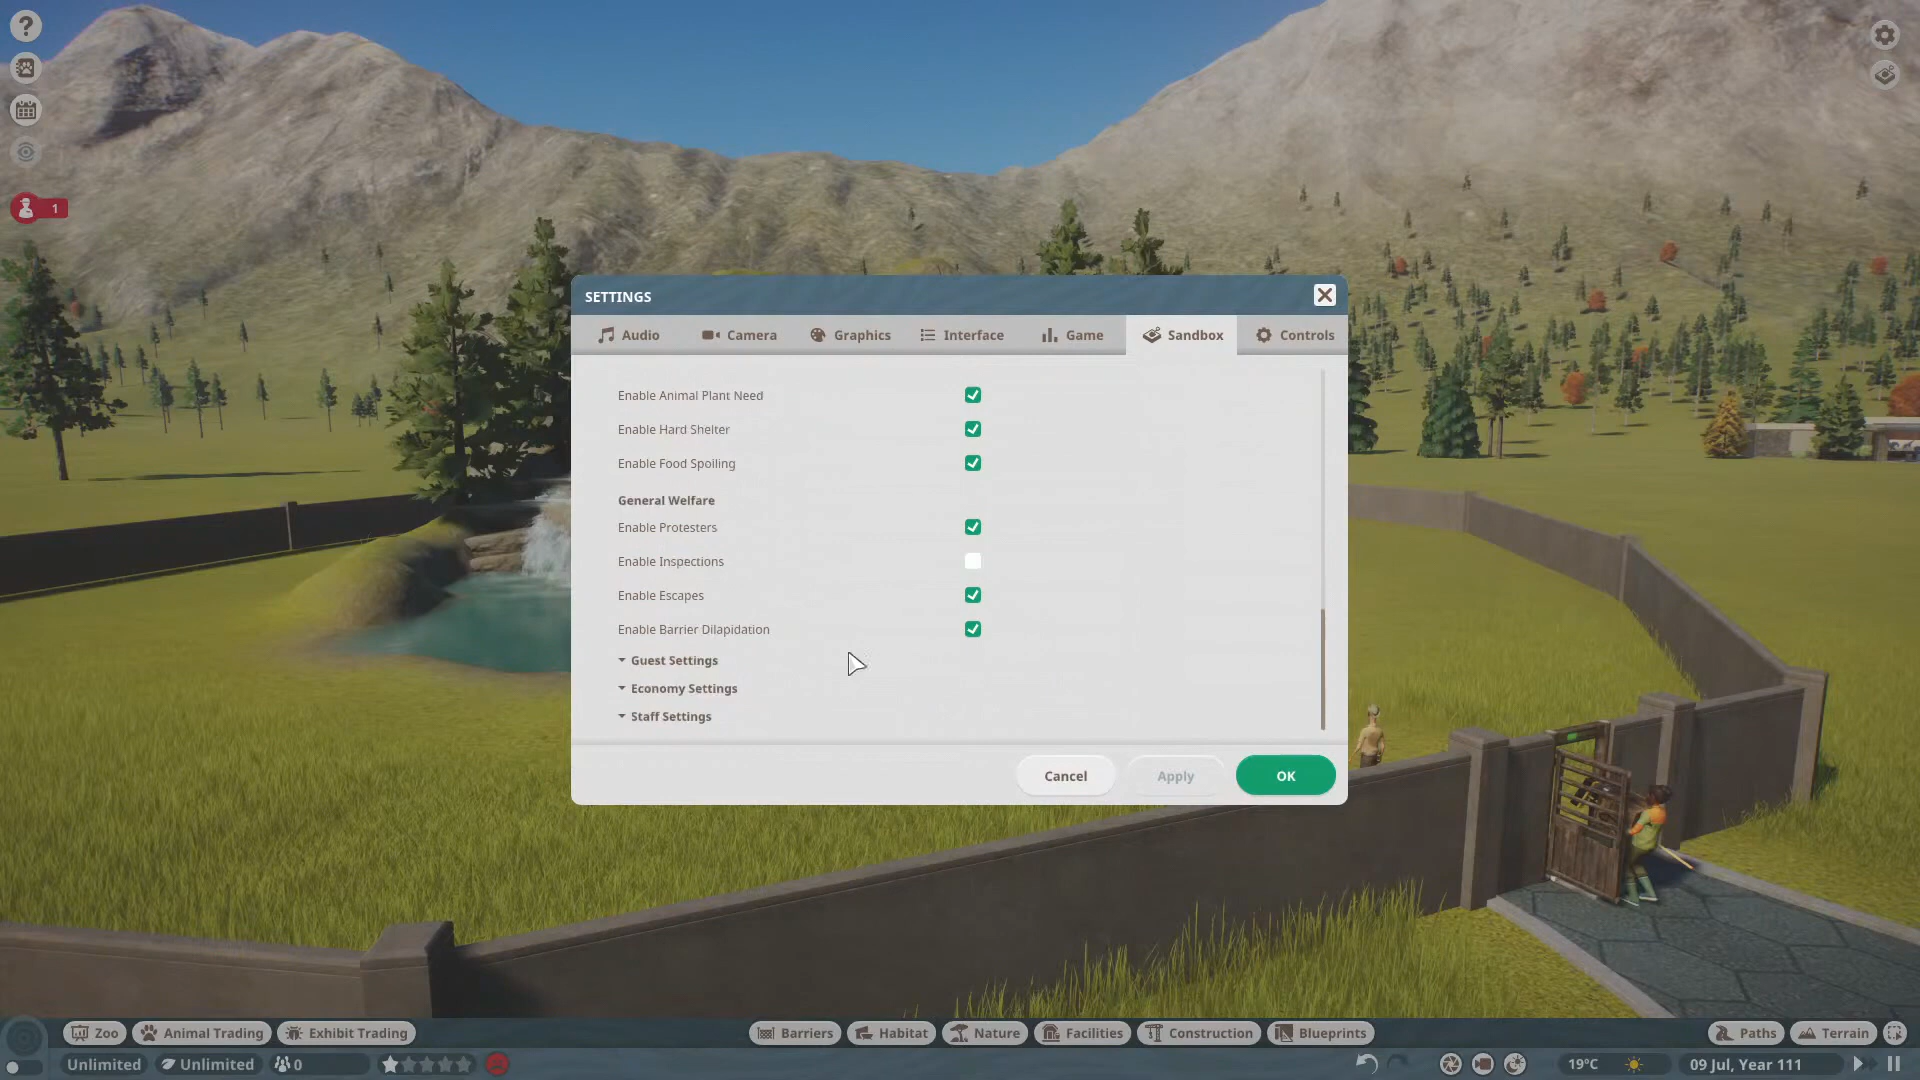 ?
1
SETTINGS
Audio
Camera
Graphics
Interface
Game
Sandbox
Controls
Enable Animal Plant Need
Enable Hard Shelter
Enable Food Spoiling
General Welfare
Enable Protesters
Enable Inspections
Enable Escapes
Enable Barrier Dilapidation
Guest Settings
Economy Settings
Staff Settings
Cancel
Apply
OK
Zoo
Animal Trading
Exhibit Trading
Barriers
Habitat
Nature
Facilities
Construction
Blueprints
Paths
Terrain
Unlimited
Unlimited
0
19°C
09 Jul, Year 111